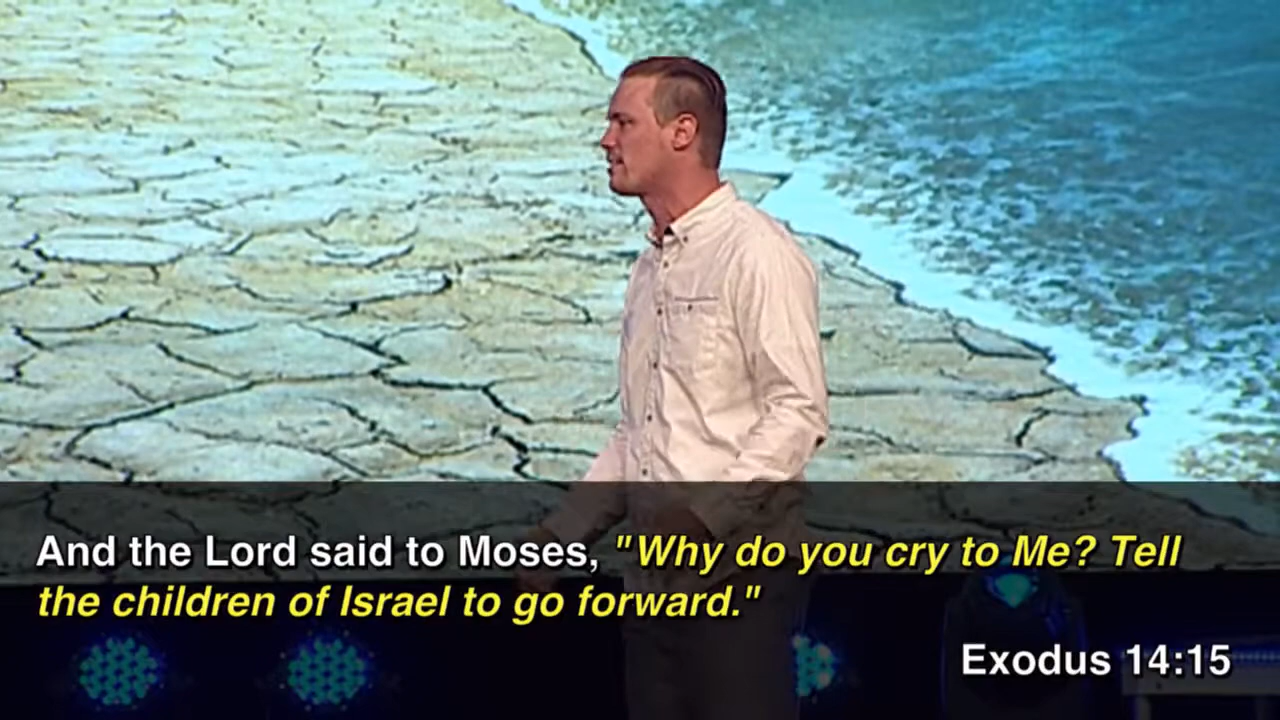 And the Lord said to Moses, "Why do you cry to Me? Tell
the children of Israel to go forward."
Exodus 14:15